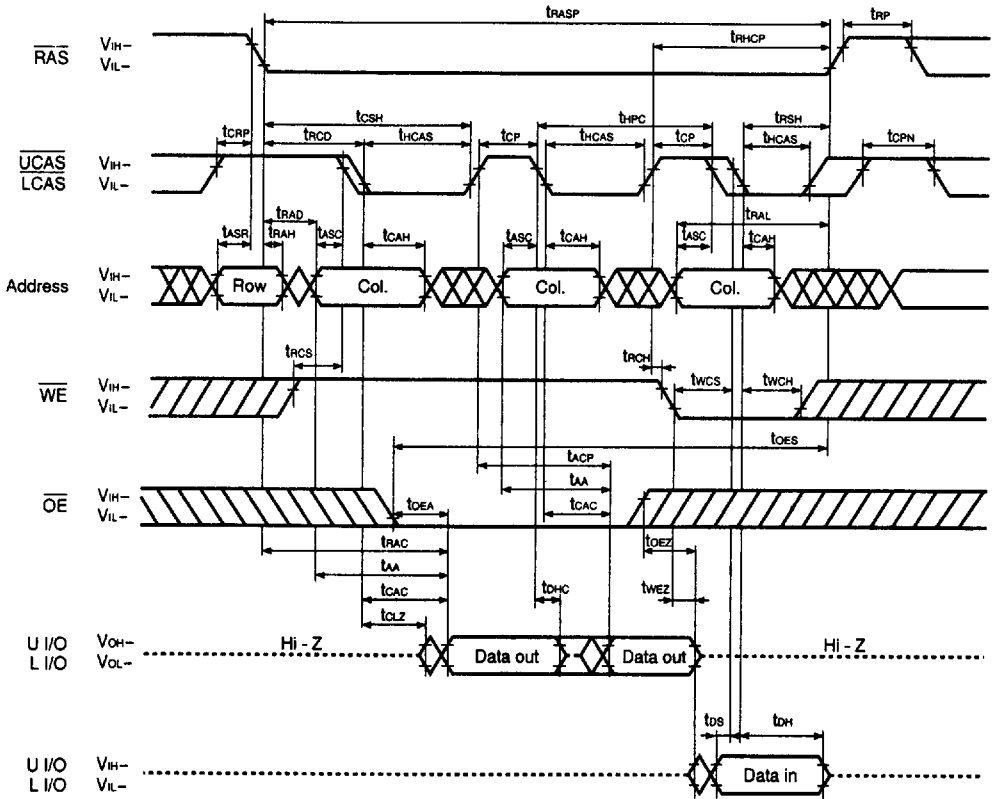 tRASP
tRP
tRHCP
RAS
VIH–
VIL–
tCSH
tHPC
tRSH
tCRP
tRCD
tHCAS
tCP
tHCAS
tCP
tHCAS
tCPN
UCAS
LCAS
VIH–
VIL–
tRAD
tRAL
tASR
tRAH
tASC
tCAH
tASC
tCAH
tASC
tCAH
Address
VIH–
VIL–
Row
Col.
Col.
Col.
tRCS
tRCH
tWCS
tWCH
WE
VIH–
VIL–
tOES
tACP
tAA
tCAC
OE
VIH–
VIL–
tOEA
tRAC
tOEZ
tAA
tCAC
tDHC
tWEZ
tCLZ
U I/O
L I/O
VOH–
VOL–
Hi - Z
Data out
Data out
Hi - Z
tDS
tDH
U I/O
L I/O
VIH–
VIL–
Data in